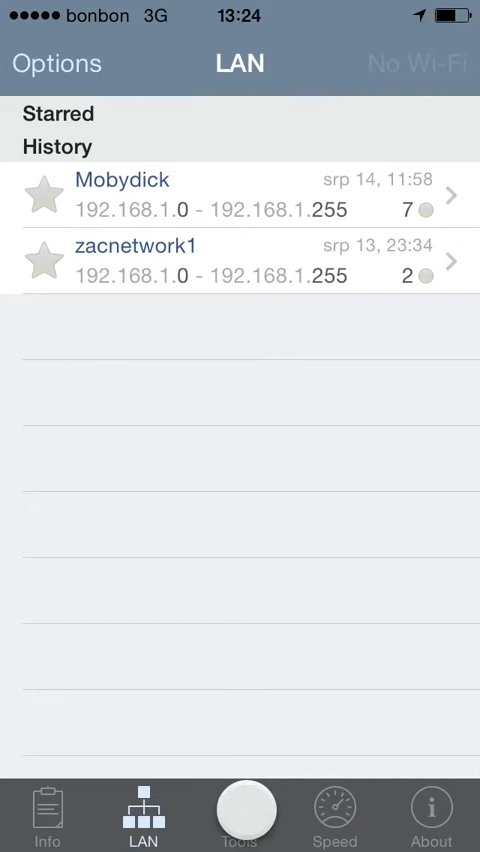 bonbon 3G 13:24
Options LAN No Wi-Fi
Starred
History
Mobydick srp 14, 11:58
192.168.1.0 - 192.168.1.255 7
zacnetwork1 srp 13, 23:34
192.168.1.0 - 192.168.1.255 2
Info LAN Tools Speed About